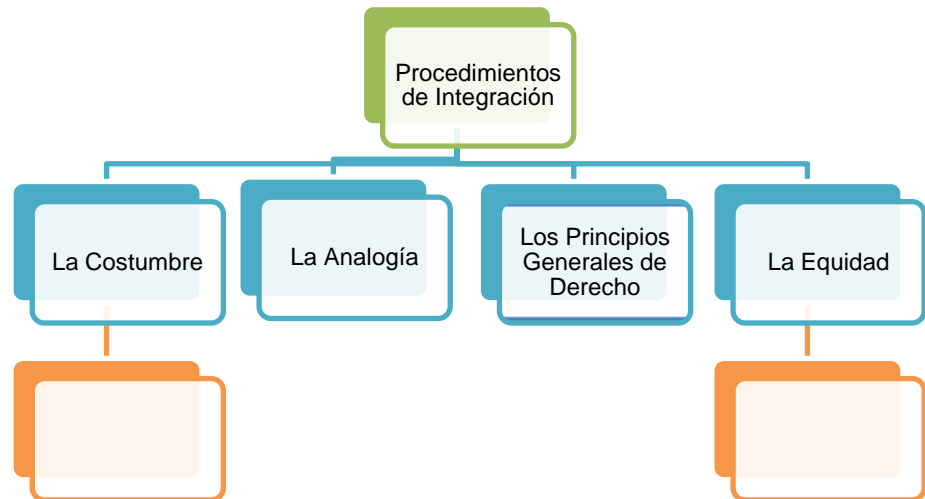 Procedimientos
de Integración
La Costumbre
La Analogía
Los Principios
Generales de
Derecho
La Equidad